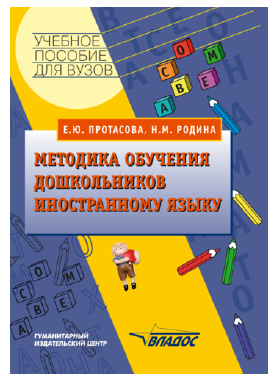 УЧЕБНОЕ
ПОСОБИЕ
ДЛЯ ВУЗОВ
С О М
А В Е
Е.Ю. ПРОТАСОВА, Н.М. РОДИНА
МЕТОДИКА ОБУЧЕНИЯ
ДОШКОЛЬНИКОВ
ИНОСТРАННОМУ ЯЗЫКУ
С О М
А В Е
ГУМАНИТАРНЫЙ
ИЗДАТЕЛЬСКИЙ ЦЕНТР
ВЛАДОС